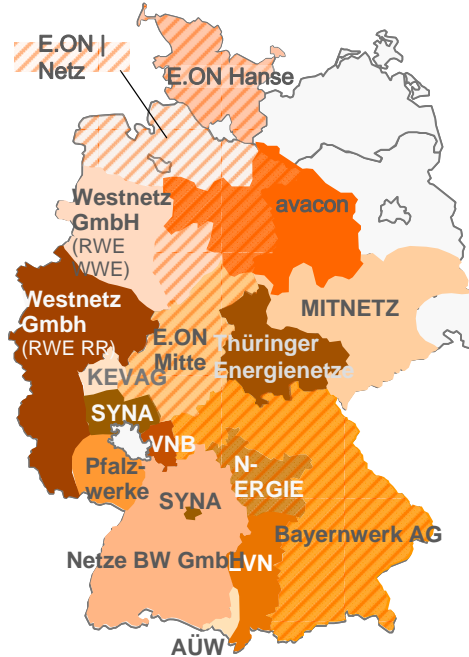 E.ON |
Netz
E.ON Hanse
Westnetz
GmbH
(RWE
WWE)
avacon
Westnetz
Gmbh
(RWE RR)
MITNETZ
E.ON
Mitte
Thüringer
Energienetze
KEVAG
SYNA
VNB
Pfalz-
werke
N-
ERGIE
SYNA
Bayernwerk AG
Netze BW GmbH
LVN
AÜW